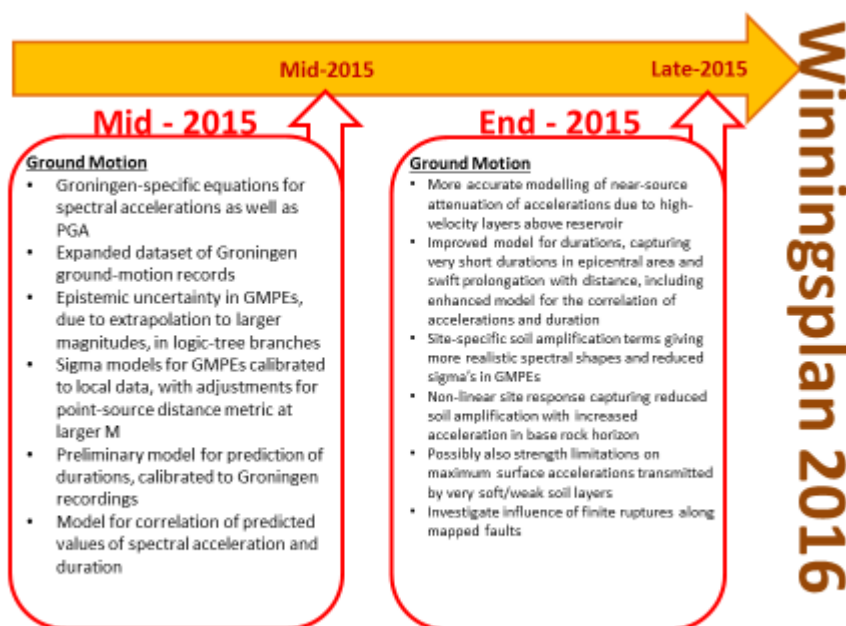 Mid-2015
Late-2015
Mid - 2015
Ground Motion
• Groningen-specific equations for
spectral accelerations as well as
PGA
• Expanded dataset of Groningen
ground-motion records
• Epistemic uncertainty in GMPEs,
due to extrapolation to larger
magnitudes, in logic-tree branches
• Sigma models for GMPEs calibrated
to local data, with adjustments for
point-source distance metric at
larger M
• Preliminary model for prediction of
durations, calibrated to Groningen
recordings
• Model for correlation of predicted
values of spectral acceleration and
duration
End - 2015
Ground Motion
• More accurate modelling of near-source
attenuation of accelerations due to high-
velocity layers above reservoir
• Improved model for durations, capturing
very short durations in epicentral area and
swift prolongation with distance, including
enhanced model for the correlation of
accelerations and duration
• Site-specific soil amplification terms giving
more realistic spectral shapes and reduced
sigma's in GMPEs
• Non-linear site response capturing reduced
soil amplification with increased
acceleration in base rock horizon
• Possibly also strength limitations on
maximum surface accelerations transmitted
by very soft/weak soil layers
• Investigate influence of finite ruptures along
mapped faults
Winningsplan 2016